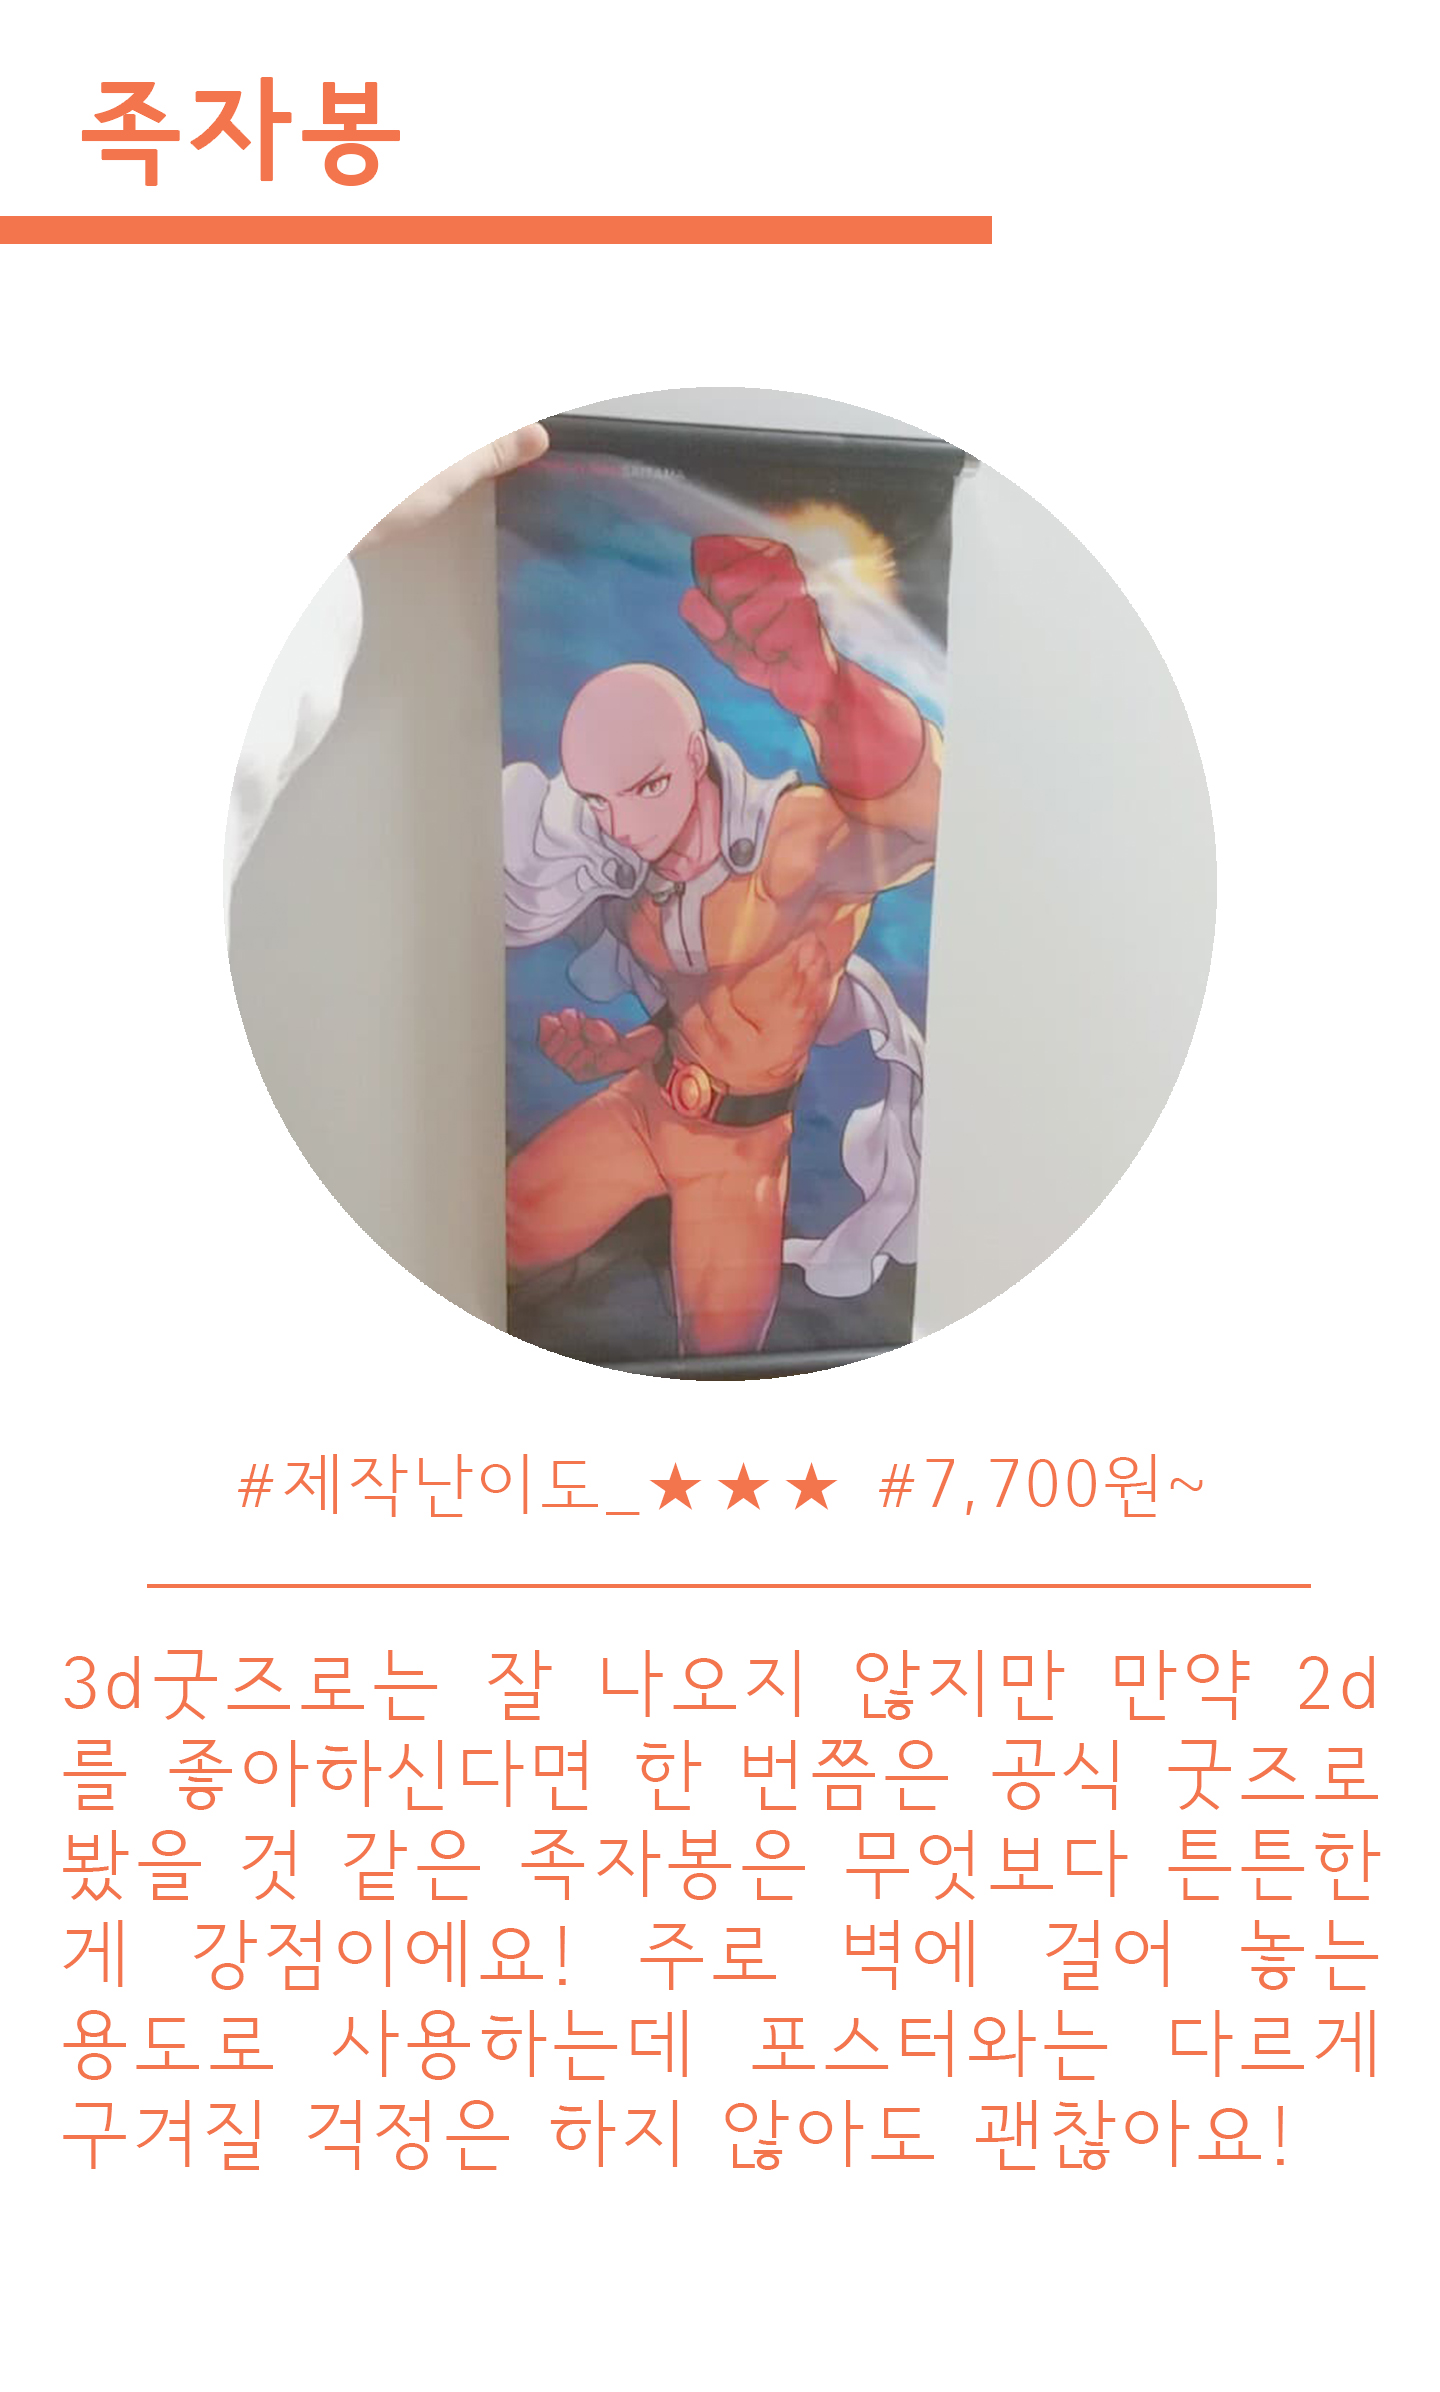 족자봉
SAITAMA
#제작난이도_★★★ #7,700원~
3d굿즈로는 잘 나오지 않지만 만약 2d
를 좋아하신다면 한 번쯤은 공식 굿즈로
봤을 것 같은 족자봉은 무엇보다 튼튼한
게 강점이에요! 주로 벽에 걸어 놓는
용도로 사용하는데 포스터와는 다르게
구겨질 걱정은 하지 않아도 괜찮아요!